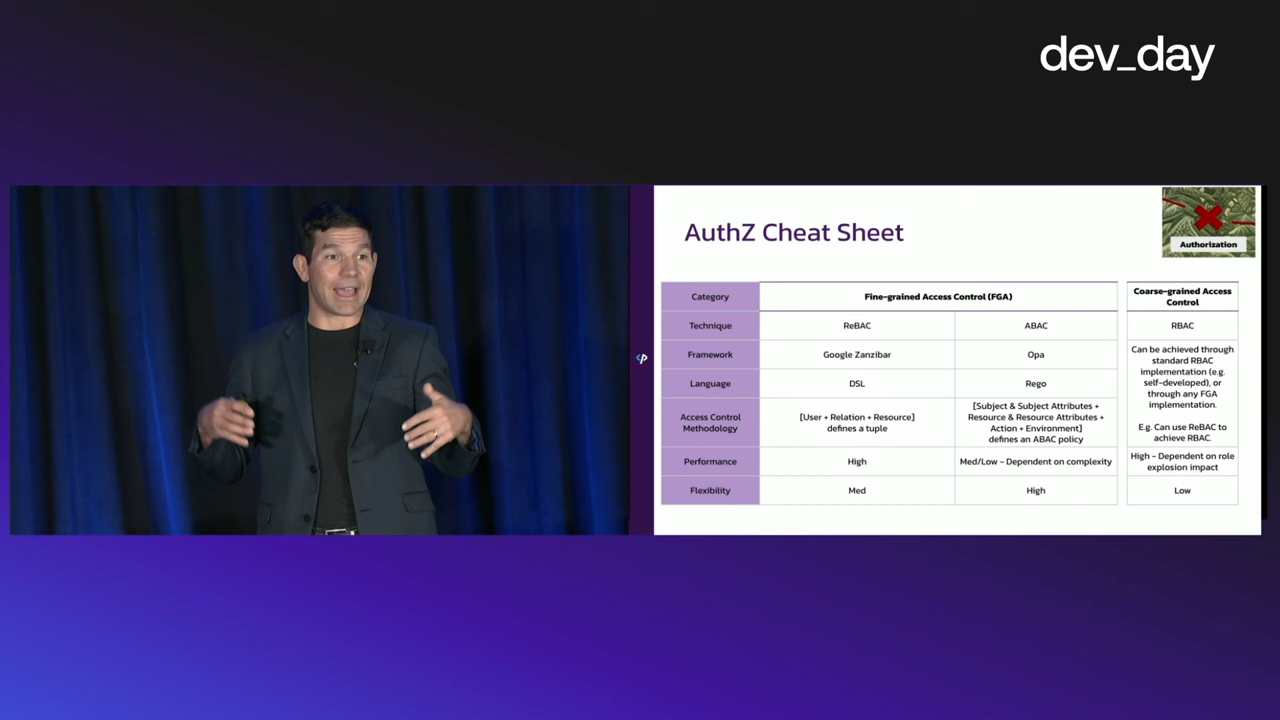 dev_day
AuthZ Cheat Sheet
Authorization
Category
Fine-grained Access Control (FGA)
Coarse-grained Access
Control
Technique
ReBAC
ABAC
RBAC
Framework
Google Zanzibar
Opa
Can be achieved through
standard RBAC
implementation (e.g.
self-developed), or
through any FGA
implementation.
E.g. Can use ReBAC to
achieve RBAC.
Language
DSL
Rego
Access Control
Methodology
[User + Relation + Resource]
defines a tuple
[Subject & Subject Attributes +
Resource & Resource Attributes +
Action + Environment]
defines an ABAC policy
Performance
High
Med/Low - Dependent on complexity
High - Dependent on role
explosion impact
Flexibility
Med
High
Low